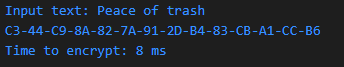 Input text: Peace of trash
C3-44-C9-8A-82-7A-91-2D-B4-83-CB-A1-CC-B6
Time to encrypt: 8 ms